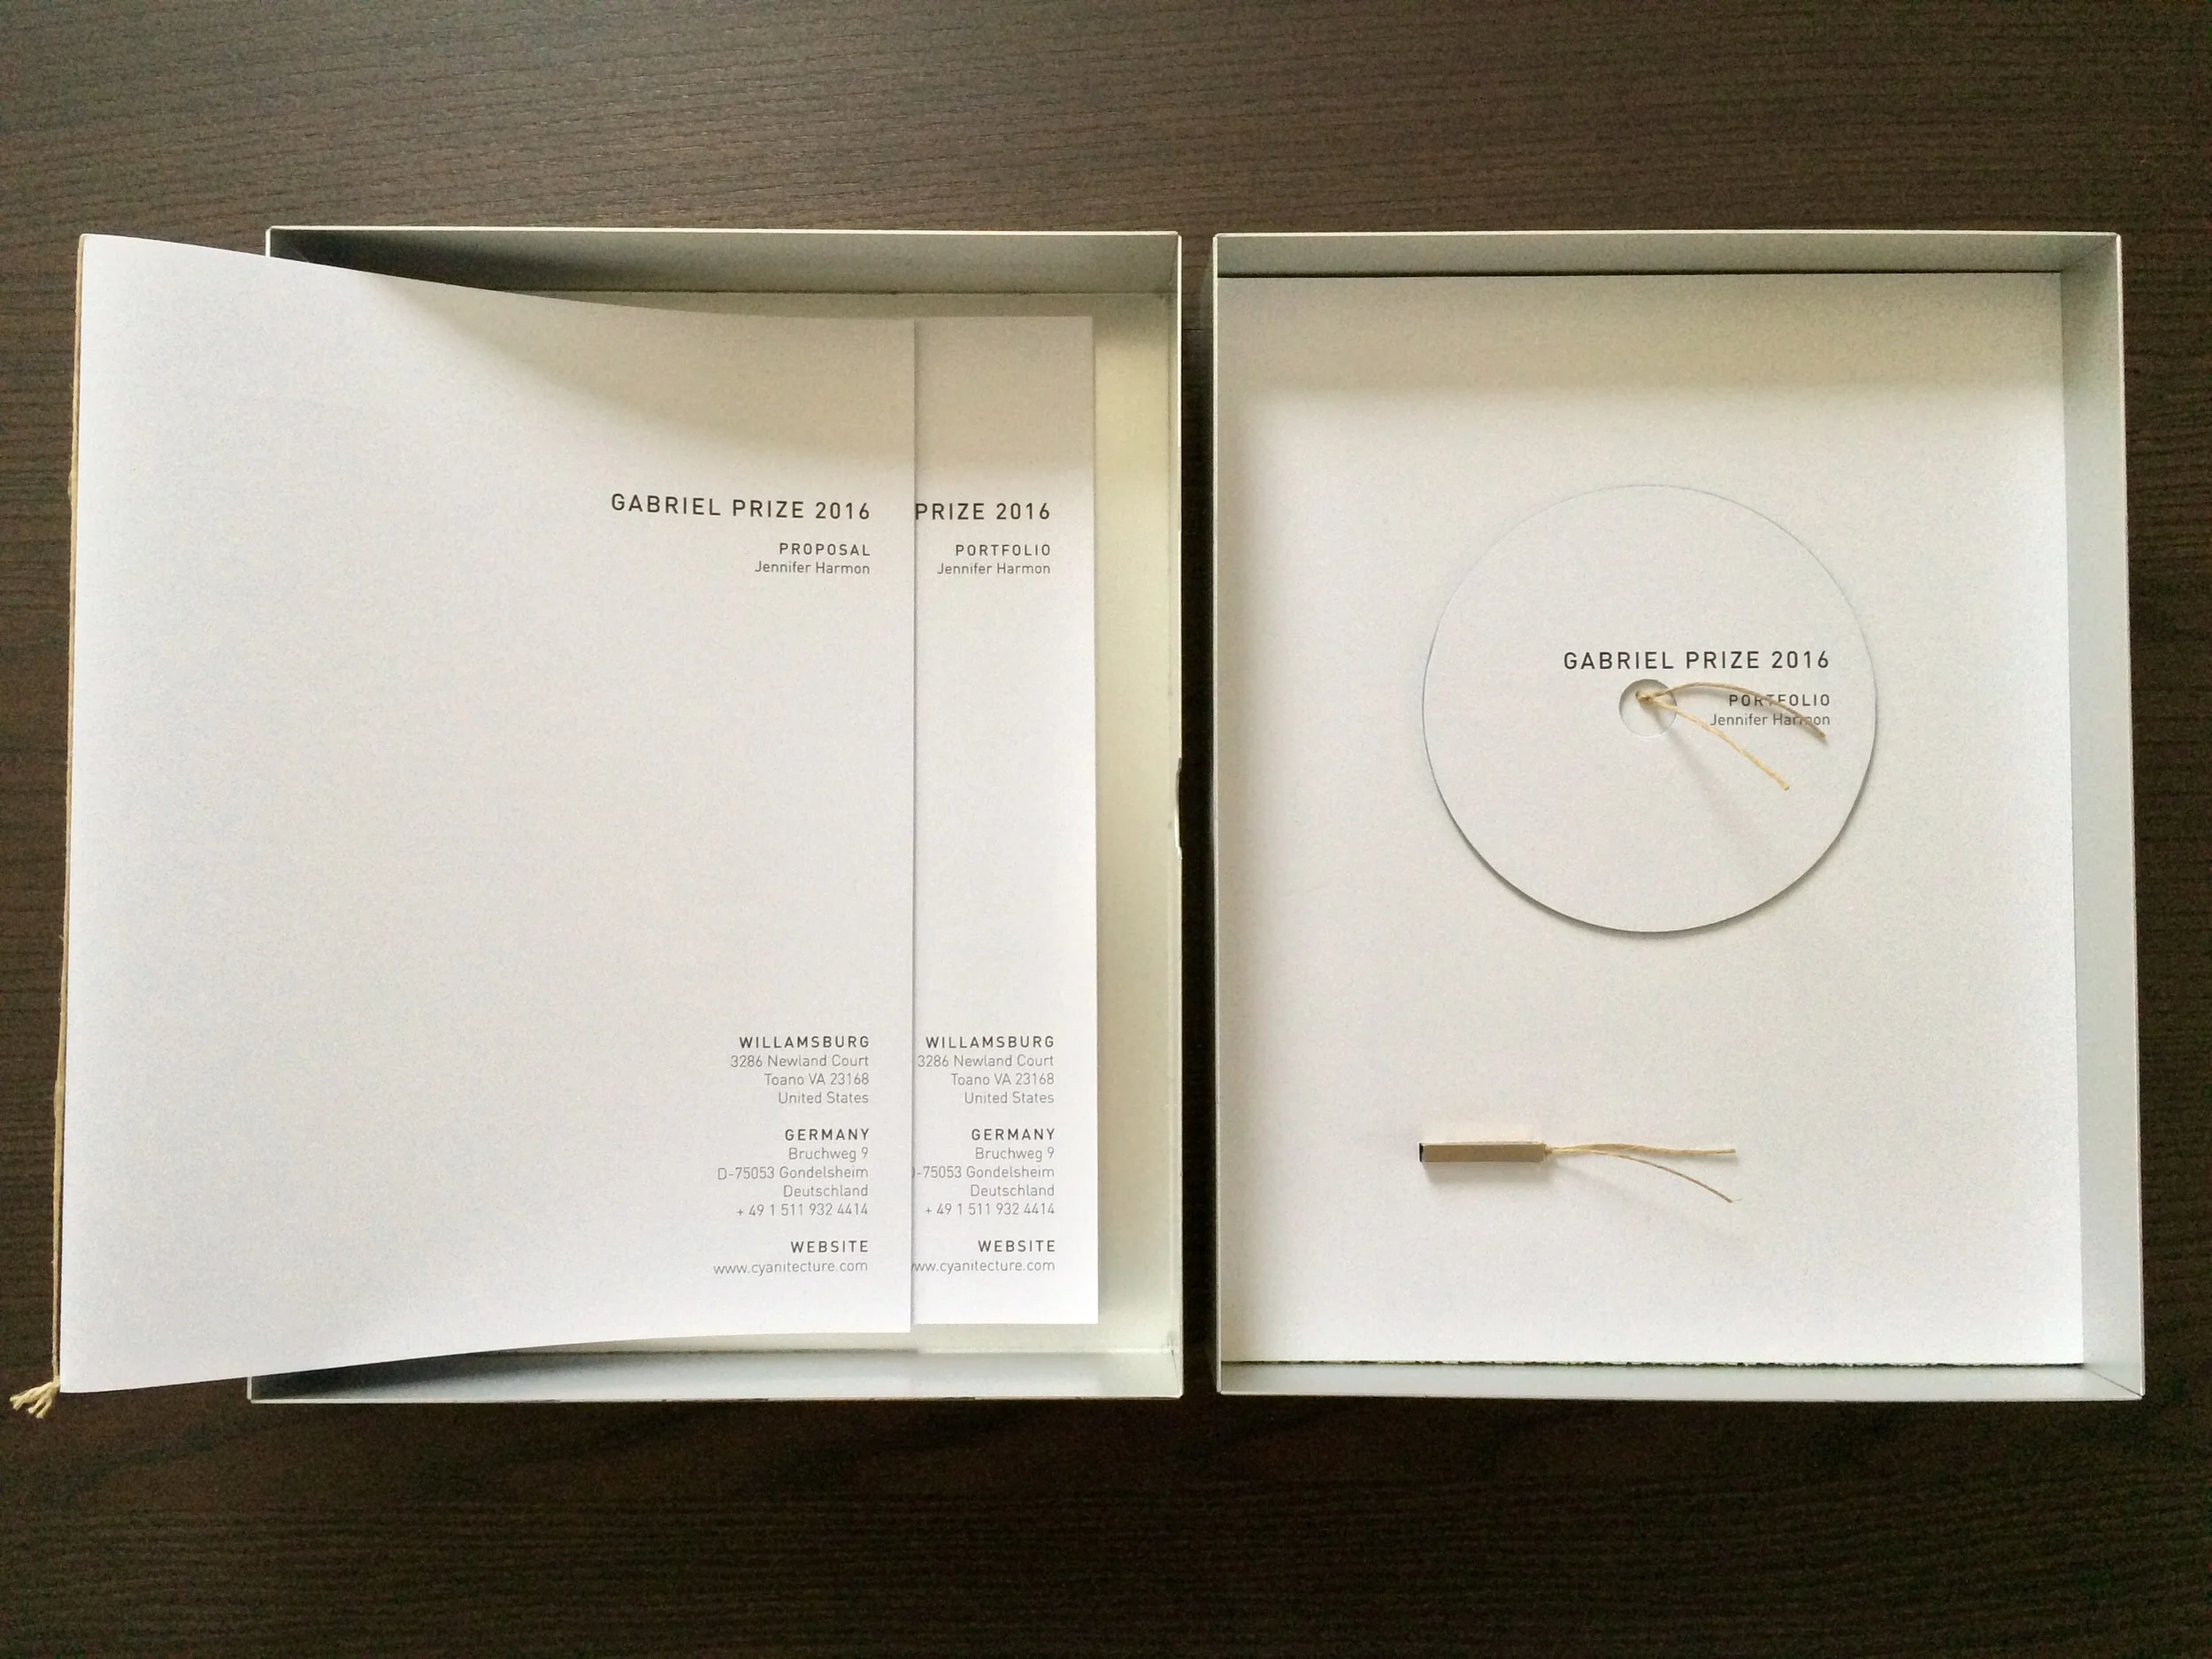 GABRIEL PRIZE 2016
PROPOSAL
Jennifer Harmon
WILLAMSBURG
3286 Newland Court
Toano VA 23168
United States
GERMANY
Bruchweg 9
D-75053 Gondelsheim
Deutschland
+ 49 1 511 932 4414
WEBSITE
www.cyanitecture.com
PRIZE 2016
PORTFOLIO
Jennifer Harmon
WILLAMSBURG
3286 Newland Court
Toano VA 23168
United States
GERMANY
Bruchweg 9
-75053 Gondelsheim
Deutschland
+ 49 1 511 932 4414
WEBSITE
www.cyanitecture.com
GABRIEL PRIZE 2016
PORTFOLIO
Jennifer Harmon